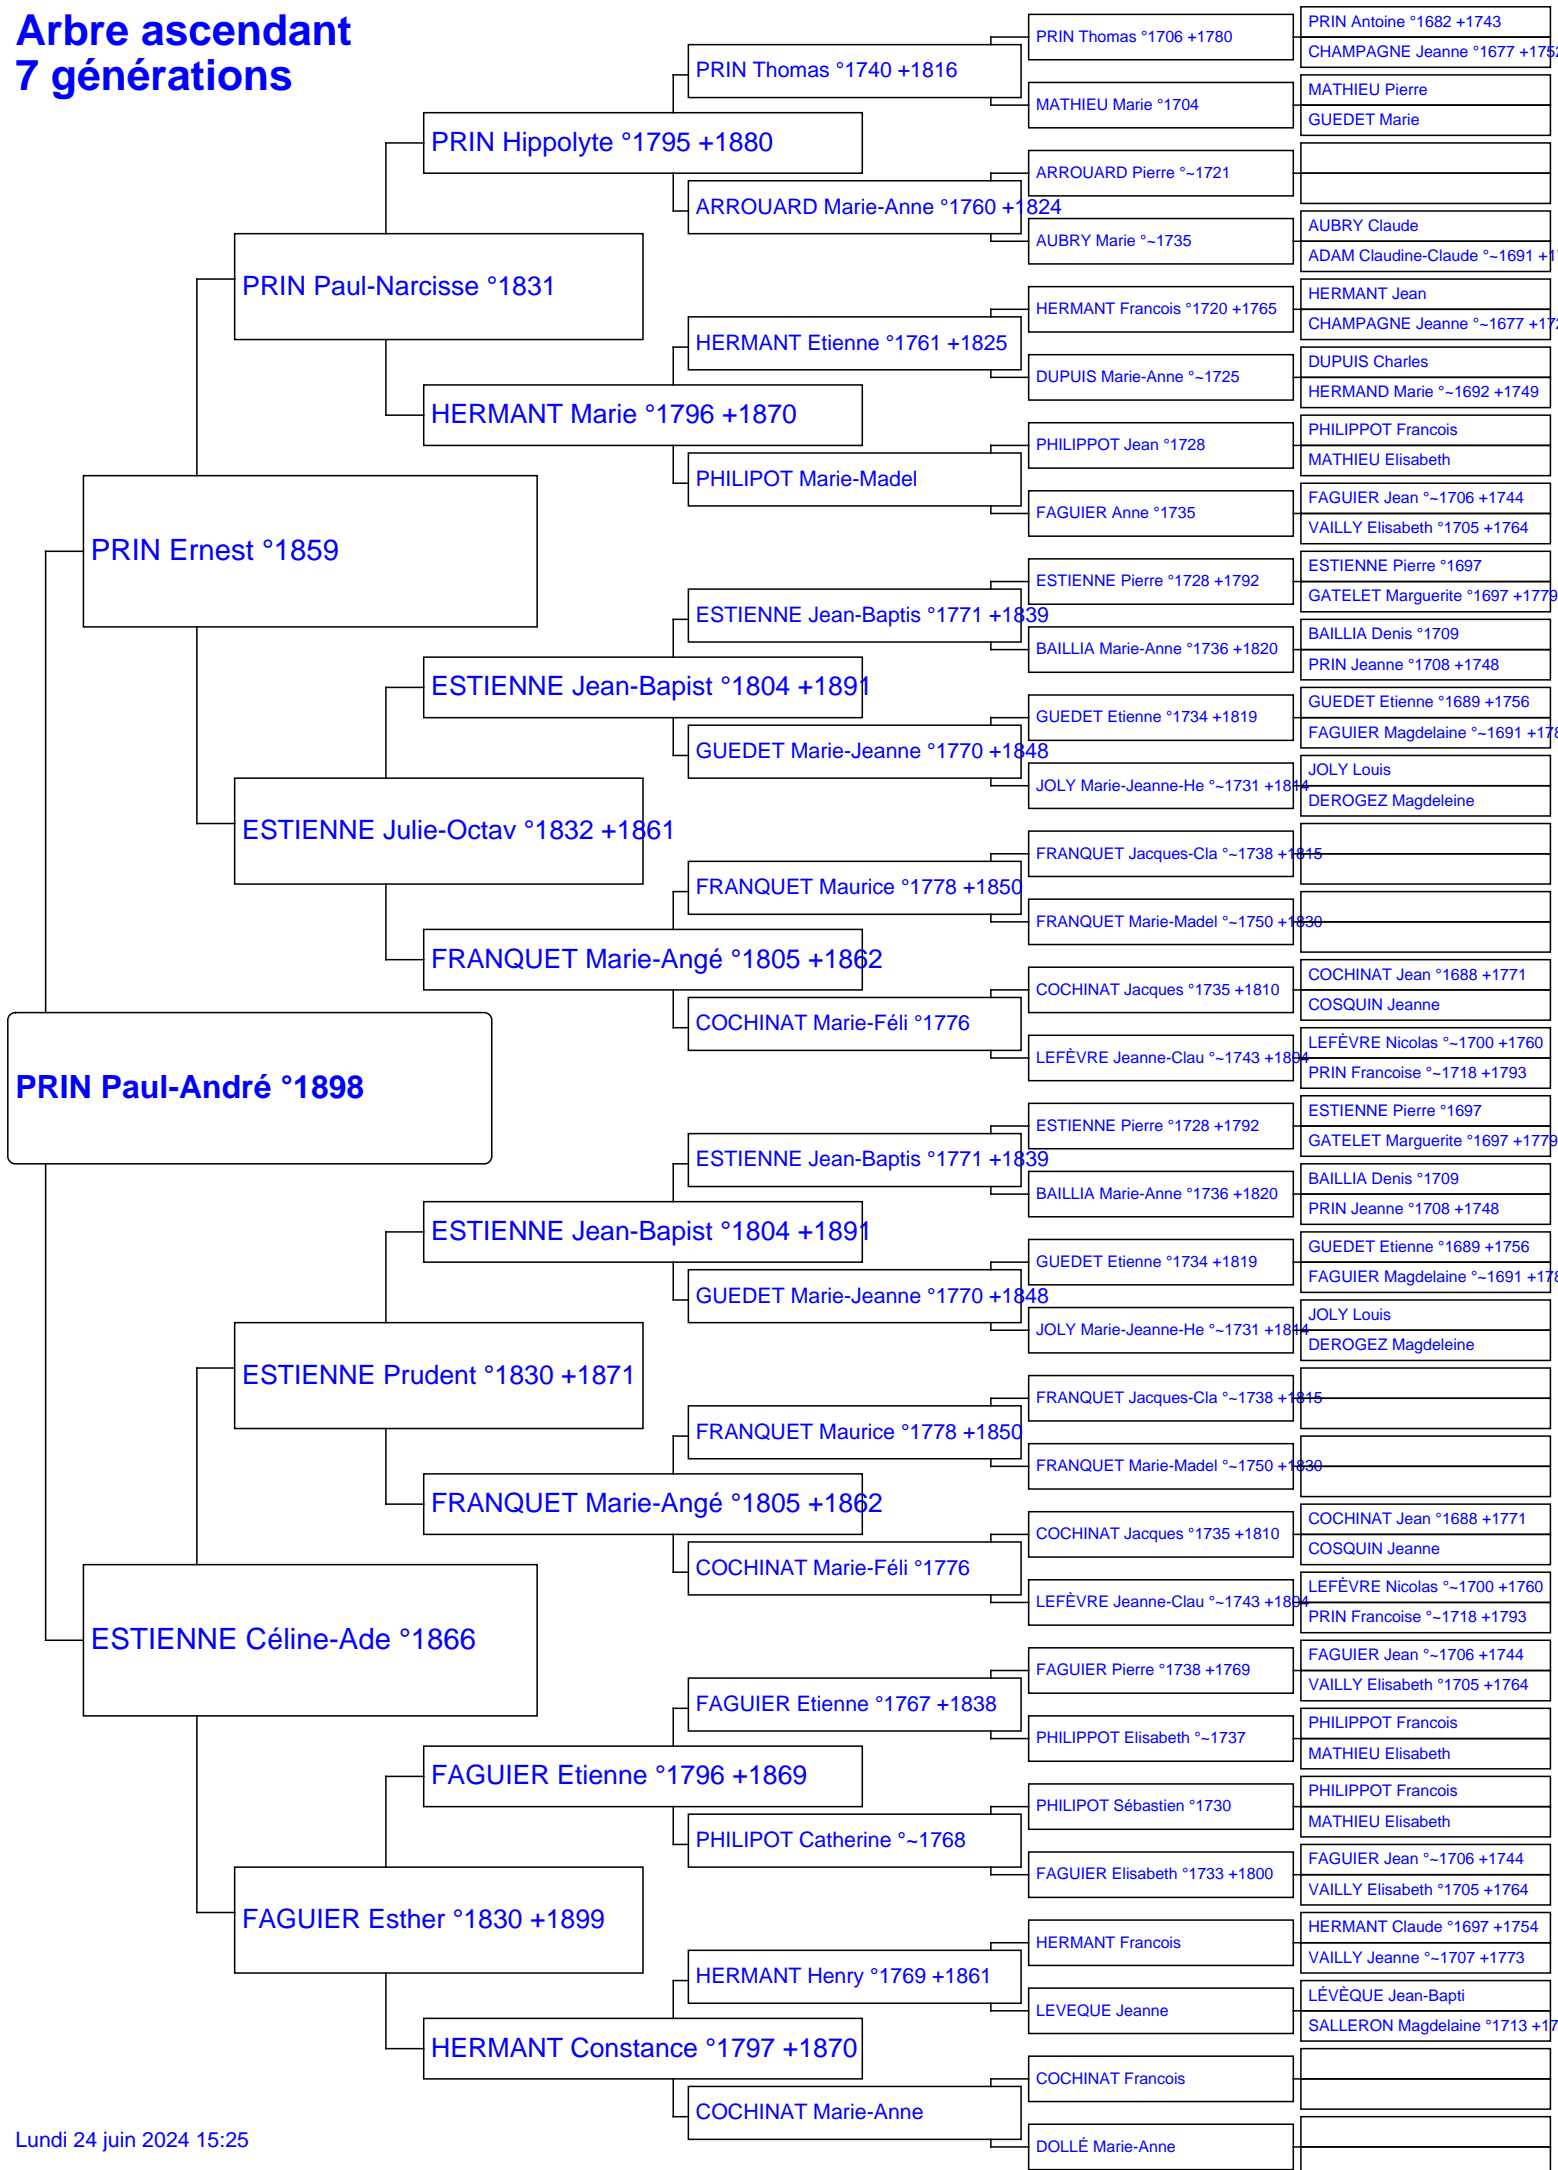 Arbre ascendant
7 générations
PRIN Paul-André °1898
PRIN Ernest °1859
ESTIENNE Céline-Ade °1866
PRIN Paul-Narcisse °1831
ESTIENNE Julie-Octav °1832 +1861
ESTIENNE Prudent °1830 +1871
FAGUIER Esther °1830 +1899
PRIN Hippolyte °1795 +1880
HERMANT Marie °1796 +1870
ESTIENNE Jean-Bapist °1804 +1891
FRANQUET Marie-Angé °1805 +1862
ESTIENNE Jean-Bapist °1804 +1891
FRANQUET Marie-Angé °1805 +1862
FAGUIER Etienne °1796 +1869
HERMANT Constance °1797 +1870
PRIN Thomas °1740 +1816
ARROUARD Marie-Anne °1760 +1824
HERMANT Etienne °1761 +1825
PHILIPOT Marie-Madel
ESTIENNE Jean-Baptis °1771 +1839
GUEDET Marie-Jeanne °1770 +1848
FRANQUET Maurice °1778 +1850
COCHINAT Marie-Féli °1776
ESTIENNE Jean-Baptis °1771 +1839
GUEDET Marie-Jeanne °1770 +1848
FRANQUET Maurice °1778 +1850
COCHINAT Marie-Féli °1776
FAGUIER Etienne °1767 +1838
PHILIPOT Catherine °~1768
HERMANT Henry °1769 +1861
COCHINAT Marie-Anne
PRIN Thomas °1706 +1780
MATHIEU Marie °1704
ARROUARD Pierre °~1721
AUBRY Marie °~1735
HERMANT Francois °1720 +1765
DUPUIS Marie-Anne °~1725
PHILIPPOT Jean °1728
FAGUIER Anne °1735
ESTIENNE Pierre °1728 +1792
BAILLIA Marie-Anne °1736 +1820
GUEDET Etienne °1734 +1819
JOLY Marie-Jeanne-He °~1731 +1814
FRANQUET Jacques-Cla °~1738 +1815
FRANQUET Marie-Madel °~1750 +1830
COCHINAT Jacques °1735 +1810
LEFÈVRE Jeanne-Clau °~1743 +1804
ESTIENNE Pierre °1728 +1792
BAILLIA Marie-Anne °1736 +1820
GUEDET Etienne °1734 +1819
JOLY Marie-Jeanne-He °~1731 +1814
FRANQUET Jacques-Cla °~1738 +1815
FRANQUET Marie-Madel °~1750 +1830
COCHINAT Jacques °1735 +1810
LEFÈVRE Jeanne-Clau °~1743 +1804
FAGUIER Pierre °1738 +1769
PHILIPPOT Elisabeth °~1737
PHILIPOT Sébastien °1730
FAGUIER Elisabeth °1733 +1800
HERMANT Francois
LEVEQUE Jeanne
COCHINAT Francois
DOLLÉ Marie-Anne
PRIN Antoine °1682 +1743
CHAMPAGNE Jeanne °1677 +1752
MATHIEU Pierre
GUEDET Marie
AUBRY Claude
ADAM Claudine-Claude °~1691
HERMANT Jean
CHAMPAGNE Jeanne °~1677
DUPUIS Charles
HERMAND Marie °~1692 +1749
PHILIPPOT Francois
MATHIEU Elisabeth
FAGUIER Jean °~1706 +1744
VAILLY Elisabeth °1705 +1764
ESTIENNE Pierre °1697
GATELET Marguerite °1697 +1779
BAILLIA Denis °1709
PRIN Jeanne °1708 +1748
GUEDET Etienne °1689 +1756
FAGUIER Magdelaine °~1691
JOLY Louis
DEROGEZ Magdeleine
COCHINAT Jean °1688 +1771
COSQUIN Jeanne
LEFÈVRE Nicolas °~1700 +1760
PRIN Francoise °~1718 +1793
ESTIENNE Pierre °1697
GATELET Marguerite °1697 +1779
BAILLIA Denis °1709
PRIN Jeanne °1708 +1748
GUEDET Etienne °1689 +1756
FAGUIER Magdelaine °~1691
JOLY Louis
DEROGEZ Magdeleine
COCHINAT Jean °1688 +1771
COSQUIN Jeanne
LEFÈVRE Nicolas °~1700 +1760
PRIN Francoise °~1718 +1793
FAGUIER Jean °~1706 +1744
VAILLY Elisabeth °1705 +1764
PHILIPPOT Francois
MATHIEU Elisabeth
PHILIPPOT Francois
MATHIEU Elisabeth
FAGUIER Jean °~1706 +1744
VAILLY Elisabeth °1705 +1764
HERMANT Claude °1697 +1754
VAILLY Jeanne °~1707 +1773
LÉVÈQUE Jean-Bapti
SALLERON Magdelaine °1713
Lundi 24 juin 2024 15:25